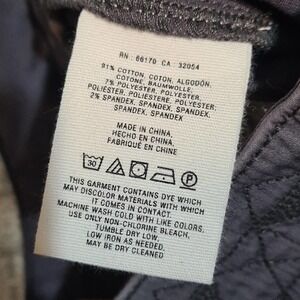 RN : 66170 CA : 32054
91% COTTON, COTON, ALGODÓN,
COTONE, BAUMWOLLE;
7% POLYESTER, POLYESTER,
POLIÉSTER, POLIESTERE, POLYESTER;
2% SPANDEX, SPANDEX, SPANDEX,
SPANDEX, SPANDEX
MADE IN CHINA,
HECHO EN CHINA,
FABRIQUÉ EN CHINE
30 P
THIS GARMENT CONTAINS DYE WHICH
MAY DISCOLOR MATERIALS WITH WHICH
IT COMES IN CONTACT.
MACHINE WASH COLD WITH LIKE COLORS,
USE ONLY NON-CHLORINE BLEACH,
TUMBLE DRY LOW,
LOW IRON AS NEEDED,
MAY BE DRY CLEANED